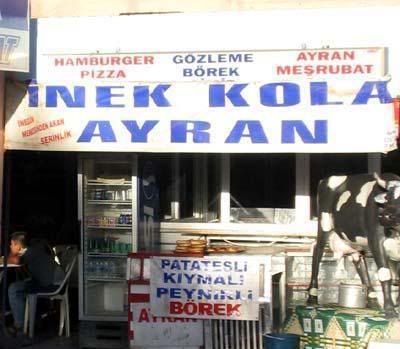 HAMBURGER
PIZZA
GÖZLEME
BÖREK
AYRAN
MEŞRUBAT
İNEK KOLA
AYRAN
İNEĞİN
MEMESİNDEN AKAN
SERİNLİK
PATATESLİ
KIYMALI
PEYNİRLİ
BÖREK
AYRAN